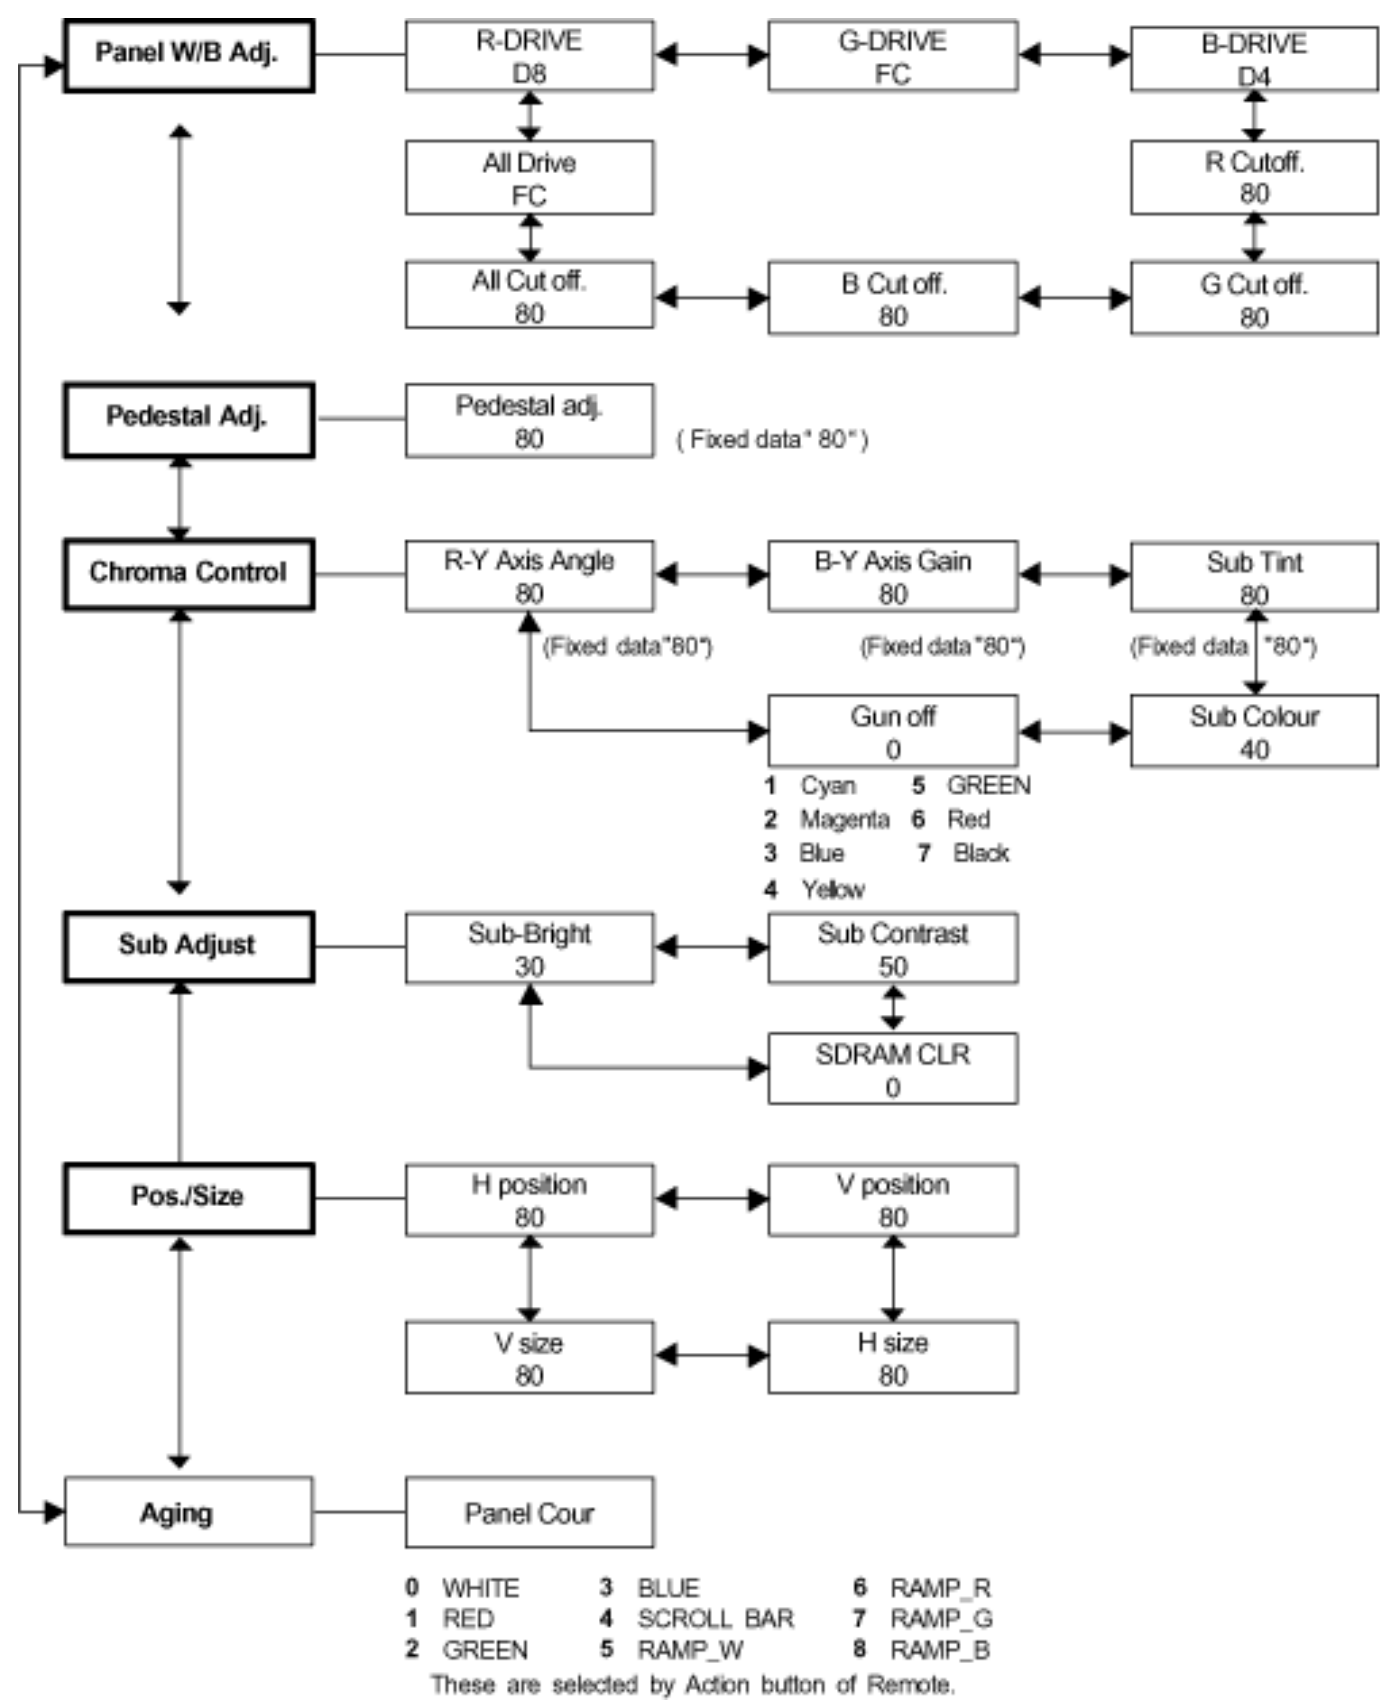 Panel W/B Adj.
R-DRIVE
D8
G-DRIVE
FC
B-DRIVE
D4
All Drive
FC
R Cutoff.
80
All Cut off.
80
B Cut off.
80
G Cut off.
80
Pedestal Adj.
Pedestal adj.
80
( Fixed data" 80" )
Chroma Control
R-Y Axis Angle
80
B-Y Axis Gain
80
Sub Tint
80
(Fixed data"80")
(Fixed data "80")
(Fixed data "80")
Gun off
0
Sub Colour
40
1 Cyan 5 GREEN
2 Magenta 6 Red
3 Blue 7 Black
4 Yellow
Sub Adjust
Sub-Bright
30
Sub Contrast
50
SDRAM CLR
0
Pos./Size
H position
80
V position
80
V size
80
H size
80
Aging
Panel Cour
0 WHITE 3 BLUE 6 RAMP_R
1 RED 4 SCROLL BAR 7 RAMP_G
2 GREEN 5 RAMP_W 8 RAMP_B
These are selected by Action button of Remote.